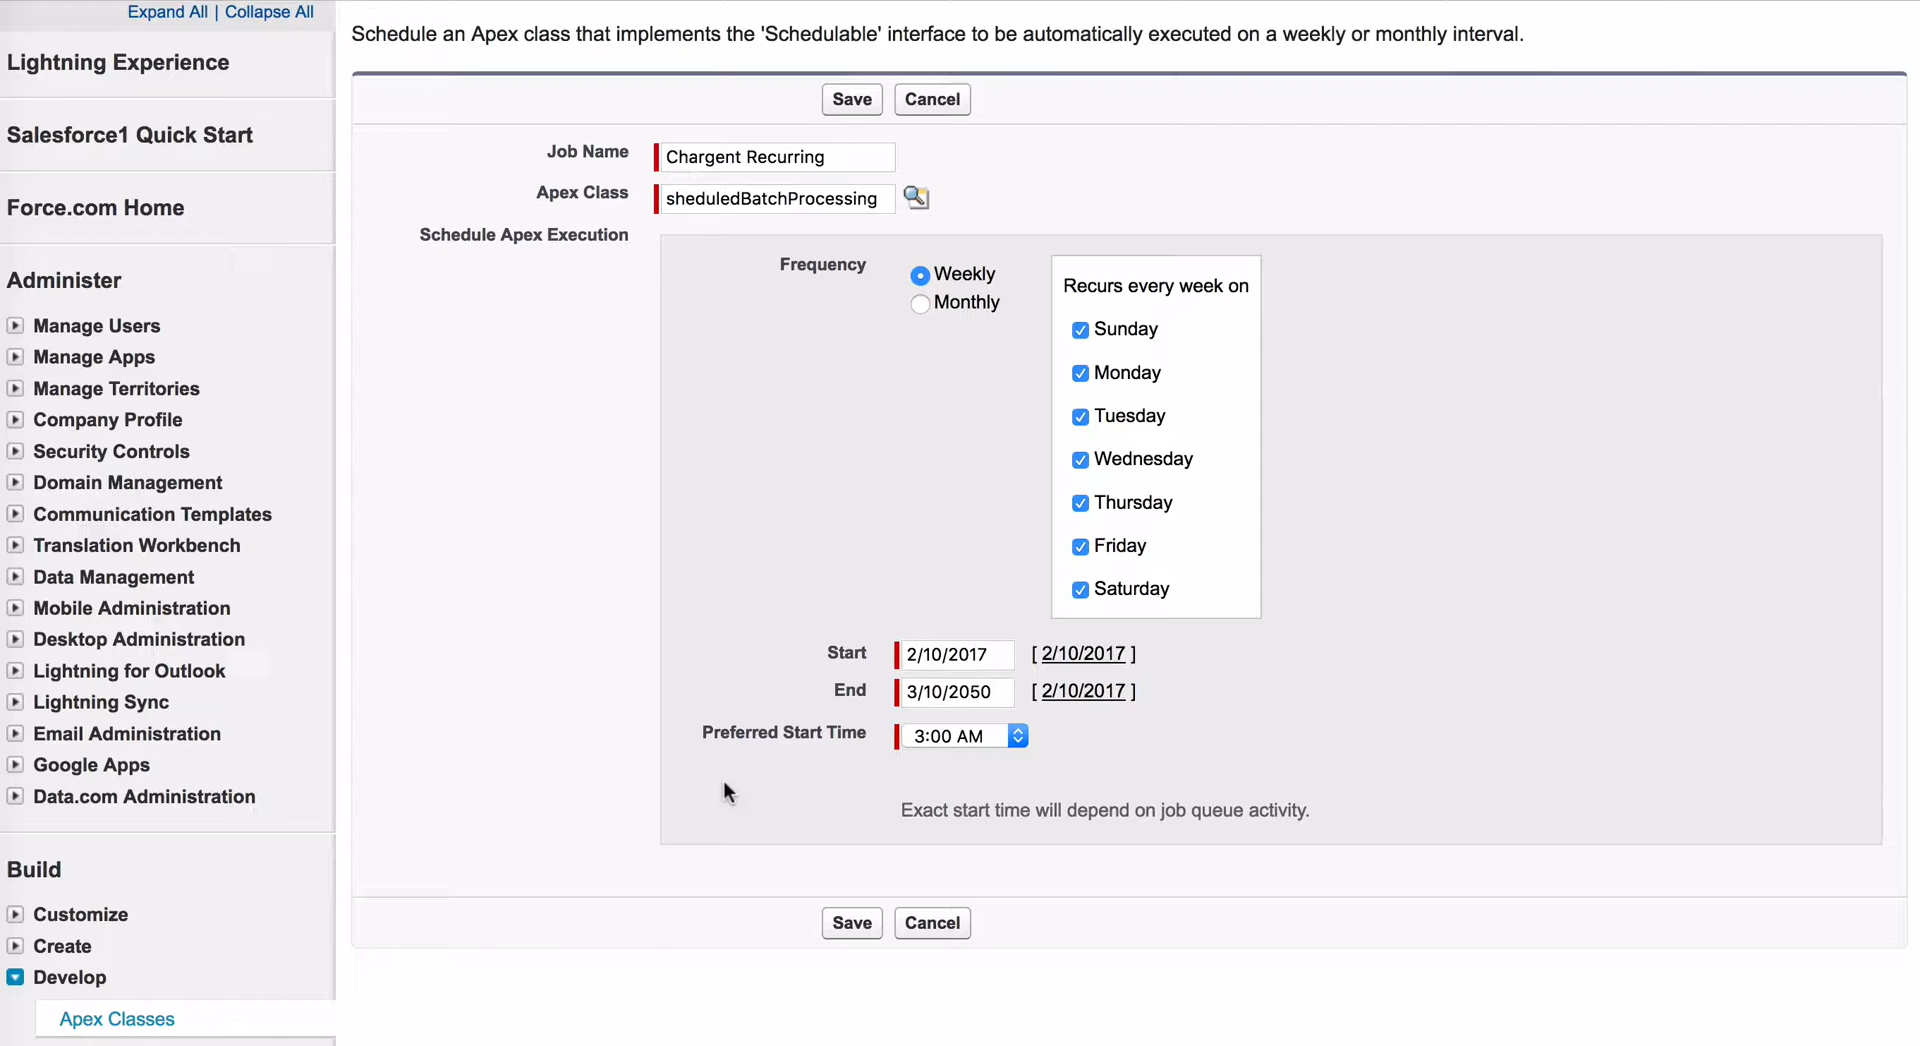 Expand All | Collapse All
Lightning Experience
Salesforce1 Quick Start
Force.com Home
Administer
Manage Users
Manage Apps
Manage Territories
Company Profile
Security Controls
Domain Management
Communication Templates
Translation Workbench
Data Management
Mobile Administration
Desktop Administration
Lightning for Outlook
Lightning Sync
Email Administration
Google Apps
Data.com Administration
Build
Customize
Create
Develop
Apex Classes
Schedule an Apex class that implements the 'Schedulable' interface to be automatically executed on a weekly or monthly interval.
Save Cancel
Job Name Chargent Recurring
Apex Class sheduledBatchProcessing
Schedule Apex Execution
Frequency
Weekly
Monthly
Recurs every week on
Sunday
Monday
Tuesday
Wednesday
Thursday
Friday
Saturday
Start 2/10/2017 [ 2/10/2017 ]
End 3/10/2050 [ 2/10/2017 ]
Preferred Start Time 3:00 AM
Exact start time will depend on job queue activity.
Save Cancel